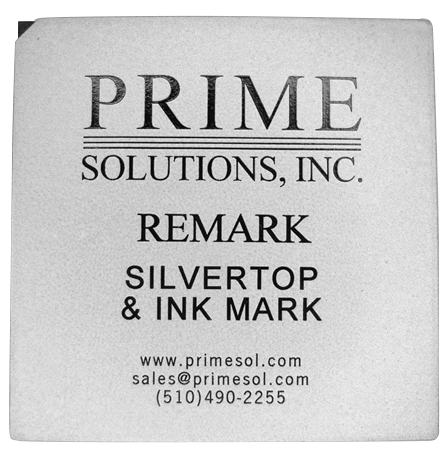 PRIME
SOLUTIONS, INC.
REMARK
SILVERTOP
& INK MARK
www.primesol.com
sales@primesol.com
(510)490-2255